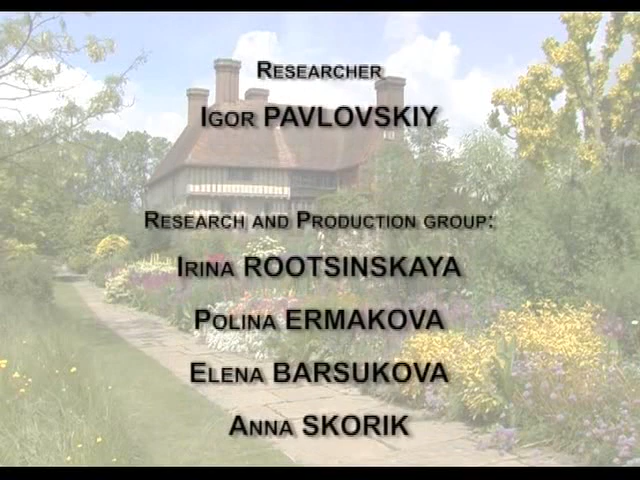 Researcher
Igor PAVLOVSKIY
Research and Production group:
Irina ROOTSINSKAYA
Polina ERMAKOVA
Elena BARSUKOVA
Anna SKORIK